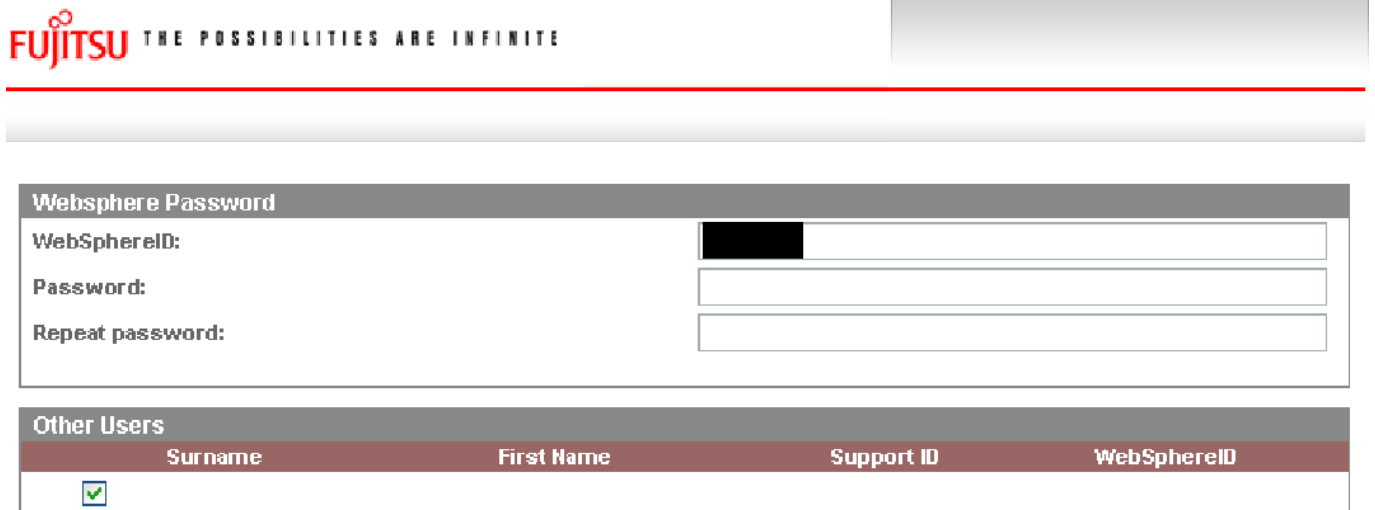 FUJITSU THE POSSIBILITIES ARE INFINITE
Websphere Password
WebSphereID:
Password:
Repeat password:
Other Users
Surname First Name Support ID WebSphereID